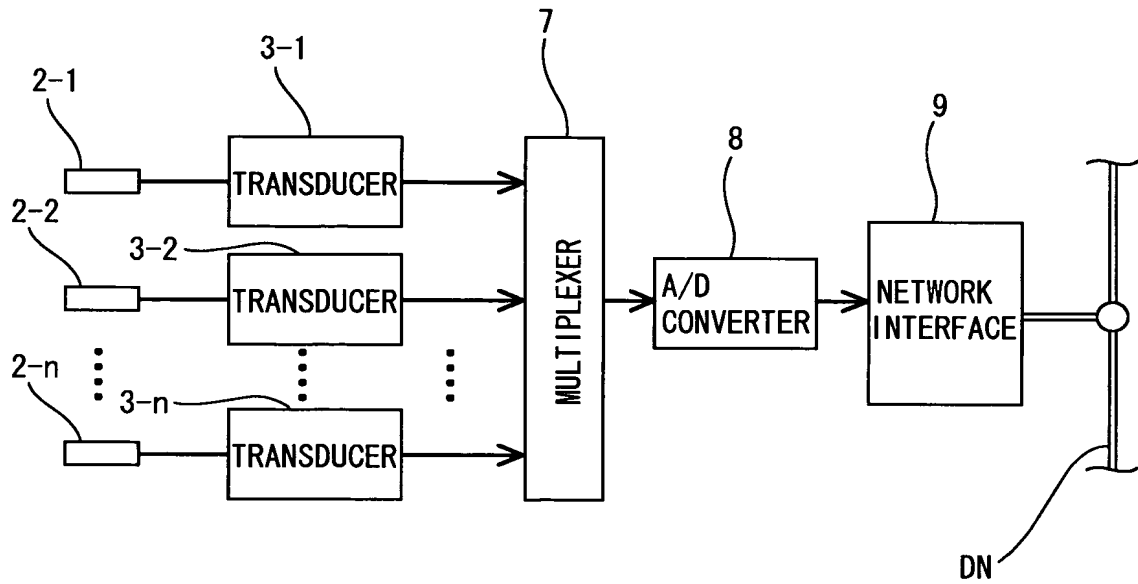 7
3-1
2-1
9
8
TRANSDUCER
2-2
3-2
TRANSDUCER
MULTIPLEXER
A/D
CONVERTER
NETWORK
INTERFACE
2-n
3-n
TRANSDUCER
DN